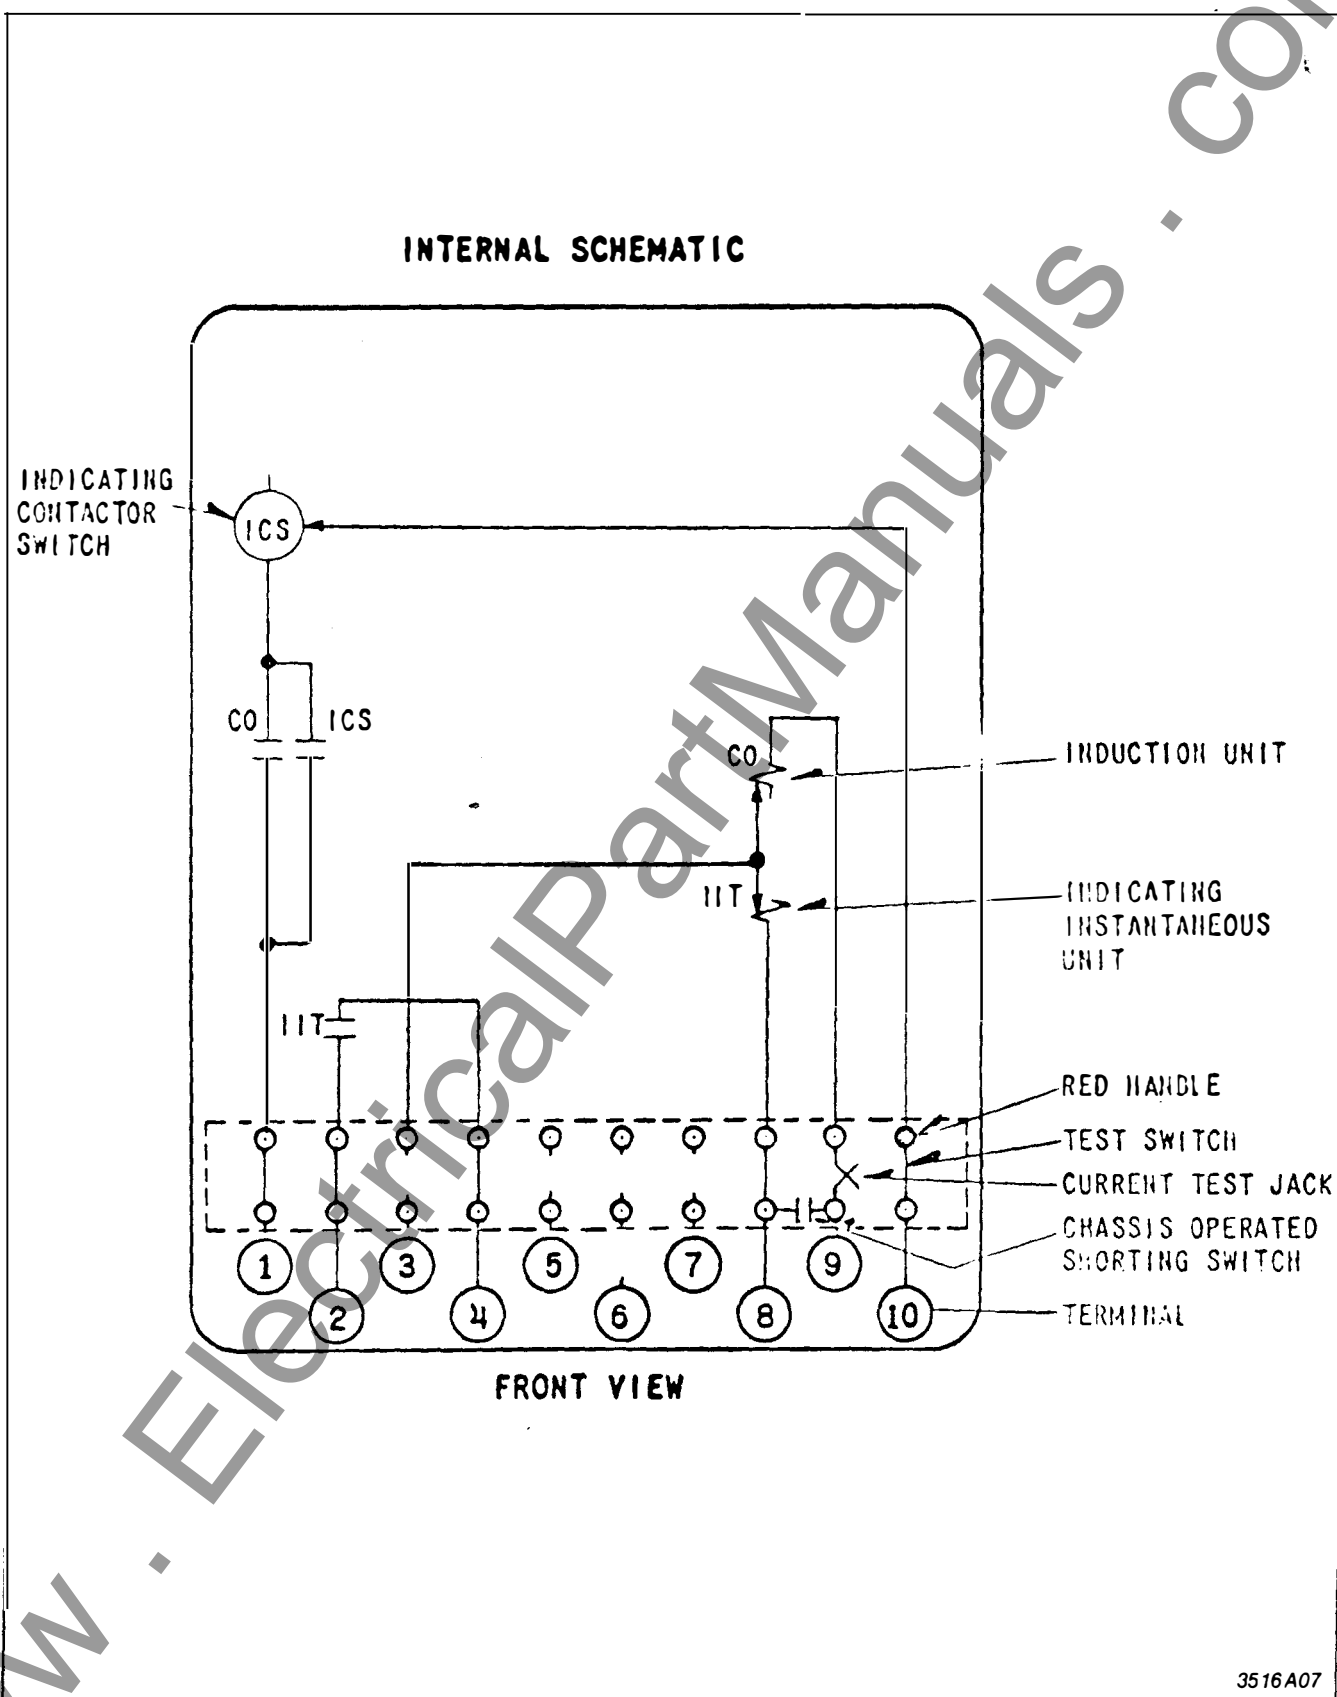 INTERNAL SCHEMATIC
INDICATING
CONTACTOR
SWITCH
ICS
CO
ICS
CO
INDUCTION UNIT
IIT
INDICATING
INSTANTANEOUS
UNIT
IIT
RED HANDLE
TEST SWITCH
CURRENT TEST JACK
CHASSIS OPERATED
SHORTING SWITCH
1
3
5
7
9
2
4
6
8
10
TERMINAL
FRONT VIEW
3516A07
w . ElectricalPartManuals . co